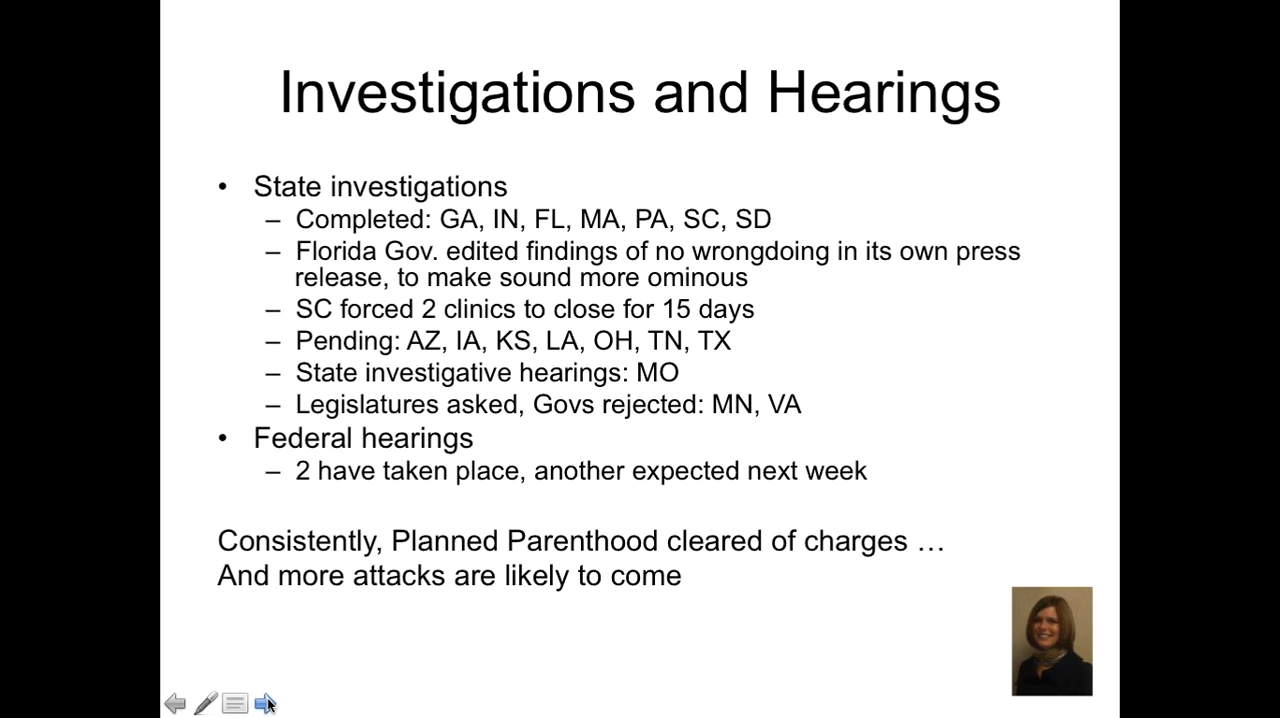 Investigations and Hearings
• State investigations
– Completed: GA, IN, FL, MA, PA, SC, SD
– Florida Gov. edited findings of no wrongdoing in its own press
release, to make sound more ominous
– SC forced 2 clinics to close for 15 days
– Pending: AZ, IA, KS, LA, OH, TN, TX
– State investigative hearings: MO
– Legislatures asked, Govs rejected: MN, VA
• Federal hearings
– 2 have taken place, another expected next week
Consistently, Planned Parenthood cleared of charges …
And more attacks are likely to come